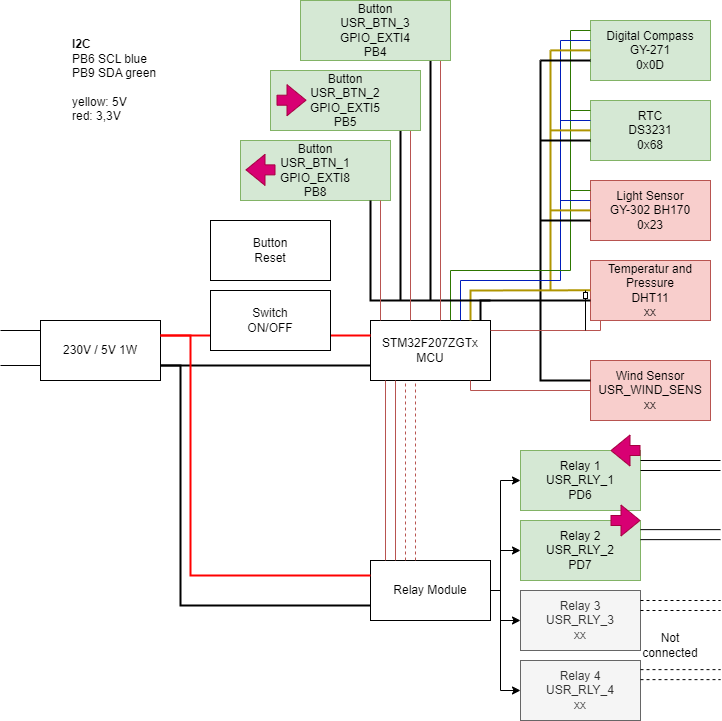 Button
USR_BTN_3
GPIO_EXTI4
PB4
I2C
PB6 SCL blue
PB9 SDA green
yellow: 5V
red: 3,3V
Button
USR_BTN_2
GPIO_EXTI5
PB5
Button
USR_BTN_1
GPIO_EXTI8
PB8
Digital Compass
GY-271
0x0D
RTC
DS3231
0x68
Light Sensor
GY-302 BH170
0x23
Temperatur and
Pressure
DHT11
xx
Button
Reset
Switch
ON/OFF
230V / 5V 1W
STM32F207ZGTx
MCU
Wind Sensor
USR_WIND_SENS
xx
Relay 1
USR_RLY_1
PD6
Relay 2
USR_RLY_2
PD7
Relay Module
Relay 3
USR_RLY_3
xx
Not
connected
Relay 4
USR_RLY_4
xx